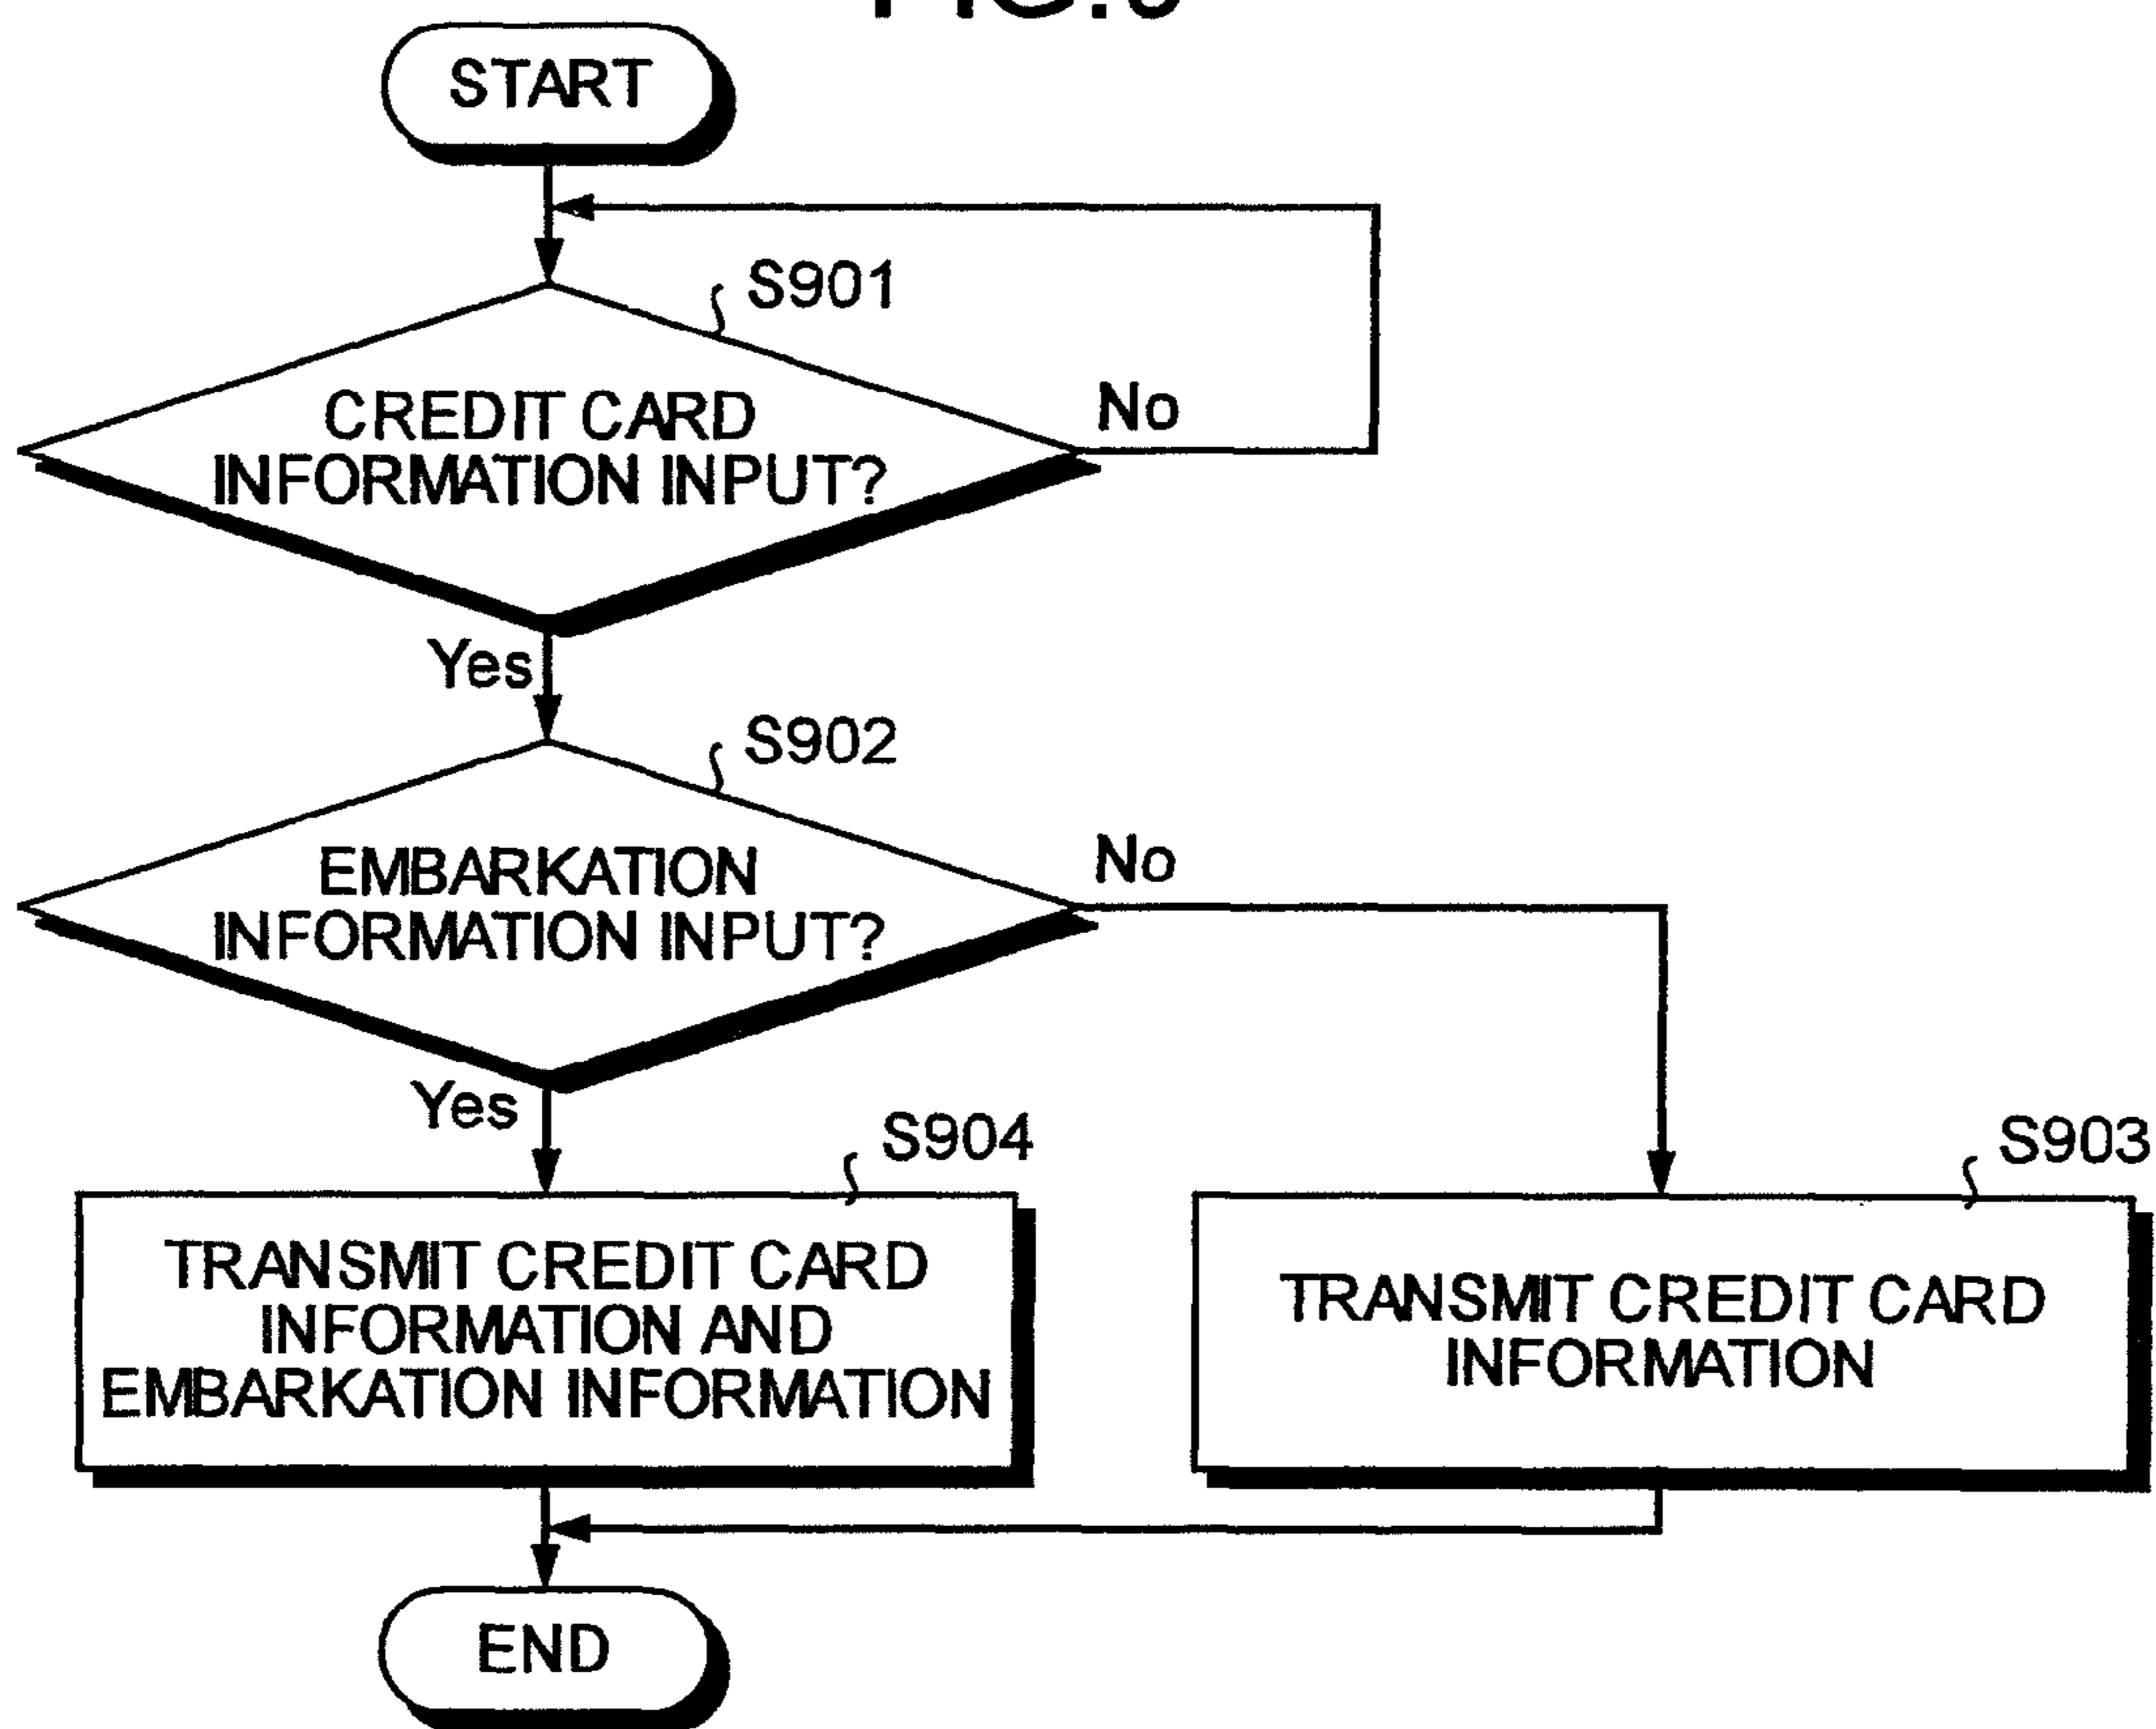 START
S901
CREDIT CARD
INFORMATION INPUT?
No
Yes
S902
EMBARKATION
INFORMATION INPUT?
No
Yes
S904
TRANSMIT CREDIT CARD
INFORMATION AND
EMBARKATION INFORMATION
S903
TRANSMIT CREDIT CARD
INFORMATION
END